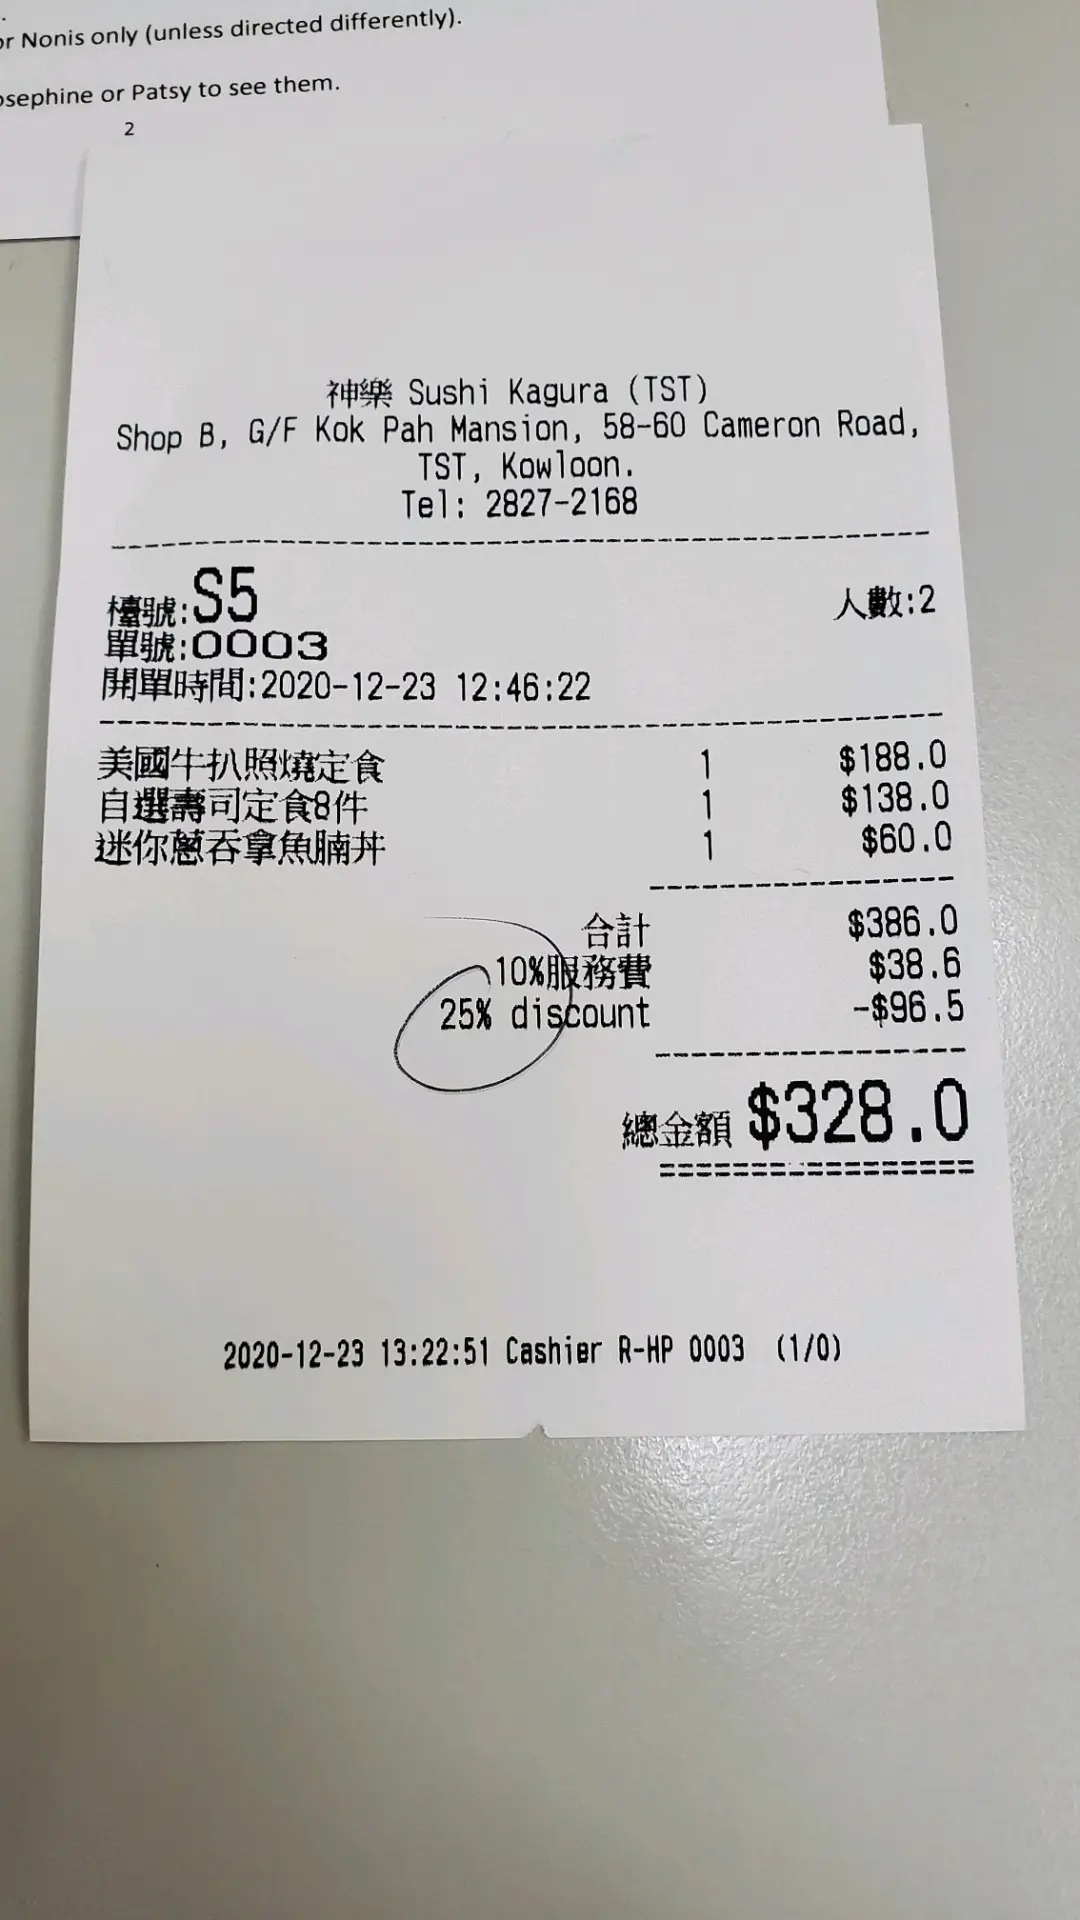 or Nonis only (unless directed differently).
osephine or Patsy to see them.
2
神樂 Sushi Kagura (TST)
Shop B, G/F Kok Pah Mansion, 58-60 Cameron Road,
TST, Kowloon.
Tel: 2827-2168
檯號:S5 人數:2
單號:0003
開單時間:2020-12-23 12:46:22
美國牛扒照燒定食 1 $188.0
自選壽司定食8件 1 $138.0
迷你蔥吞拿魚腩丼 1 $60.0
合計 $386.0
10%服務費 $38.6
25% discount -$96.5
總金額 $328.0
2020-12-23 13:22:51 Cashier R-HP 0003 (1/0)